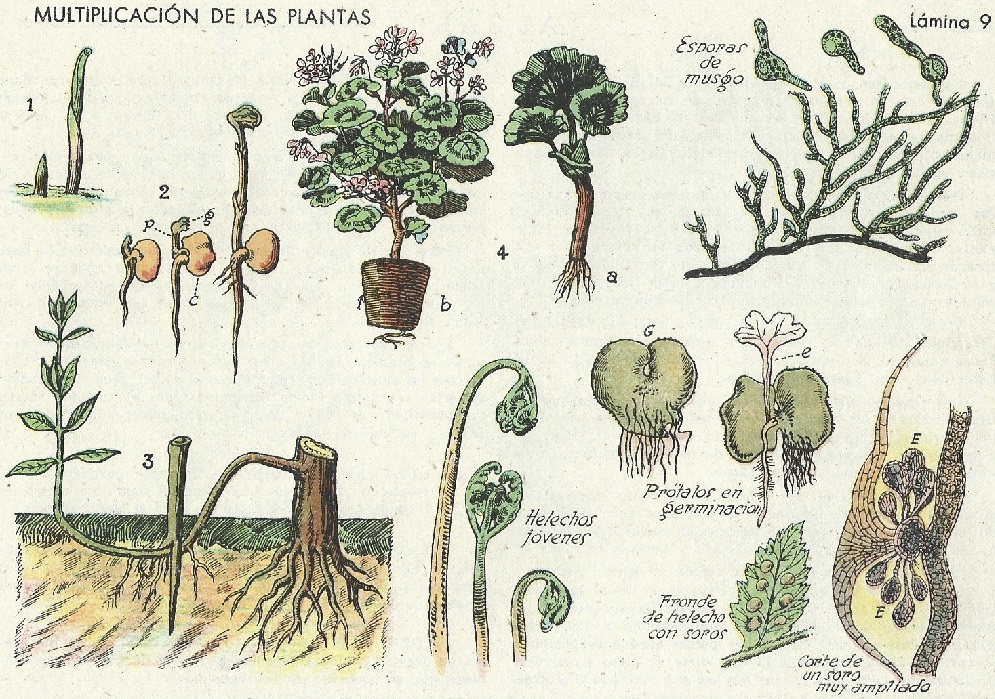 MULTIPLICACIÓN DE LAS PLANTAS
Lámina 9
1
2
p
g
c
b
4
a
Esporas
de
musgo
3
Helechos
jóvenes
G
e
Prótalos en
germinación
Fronde
de helecho
con soros
E
E
Corte de
un soro
muy ampliado